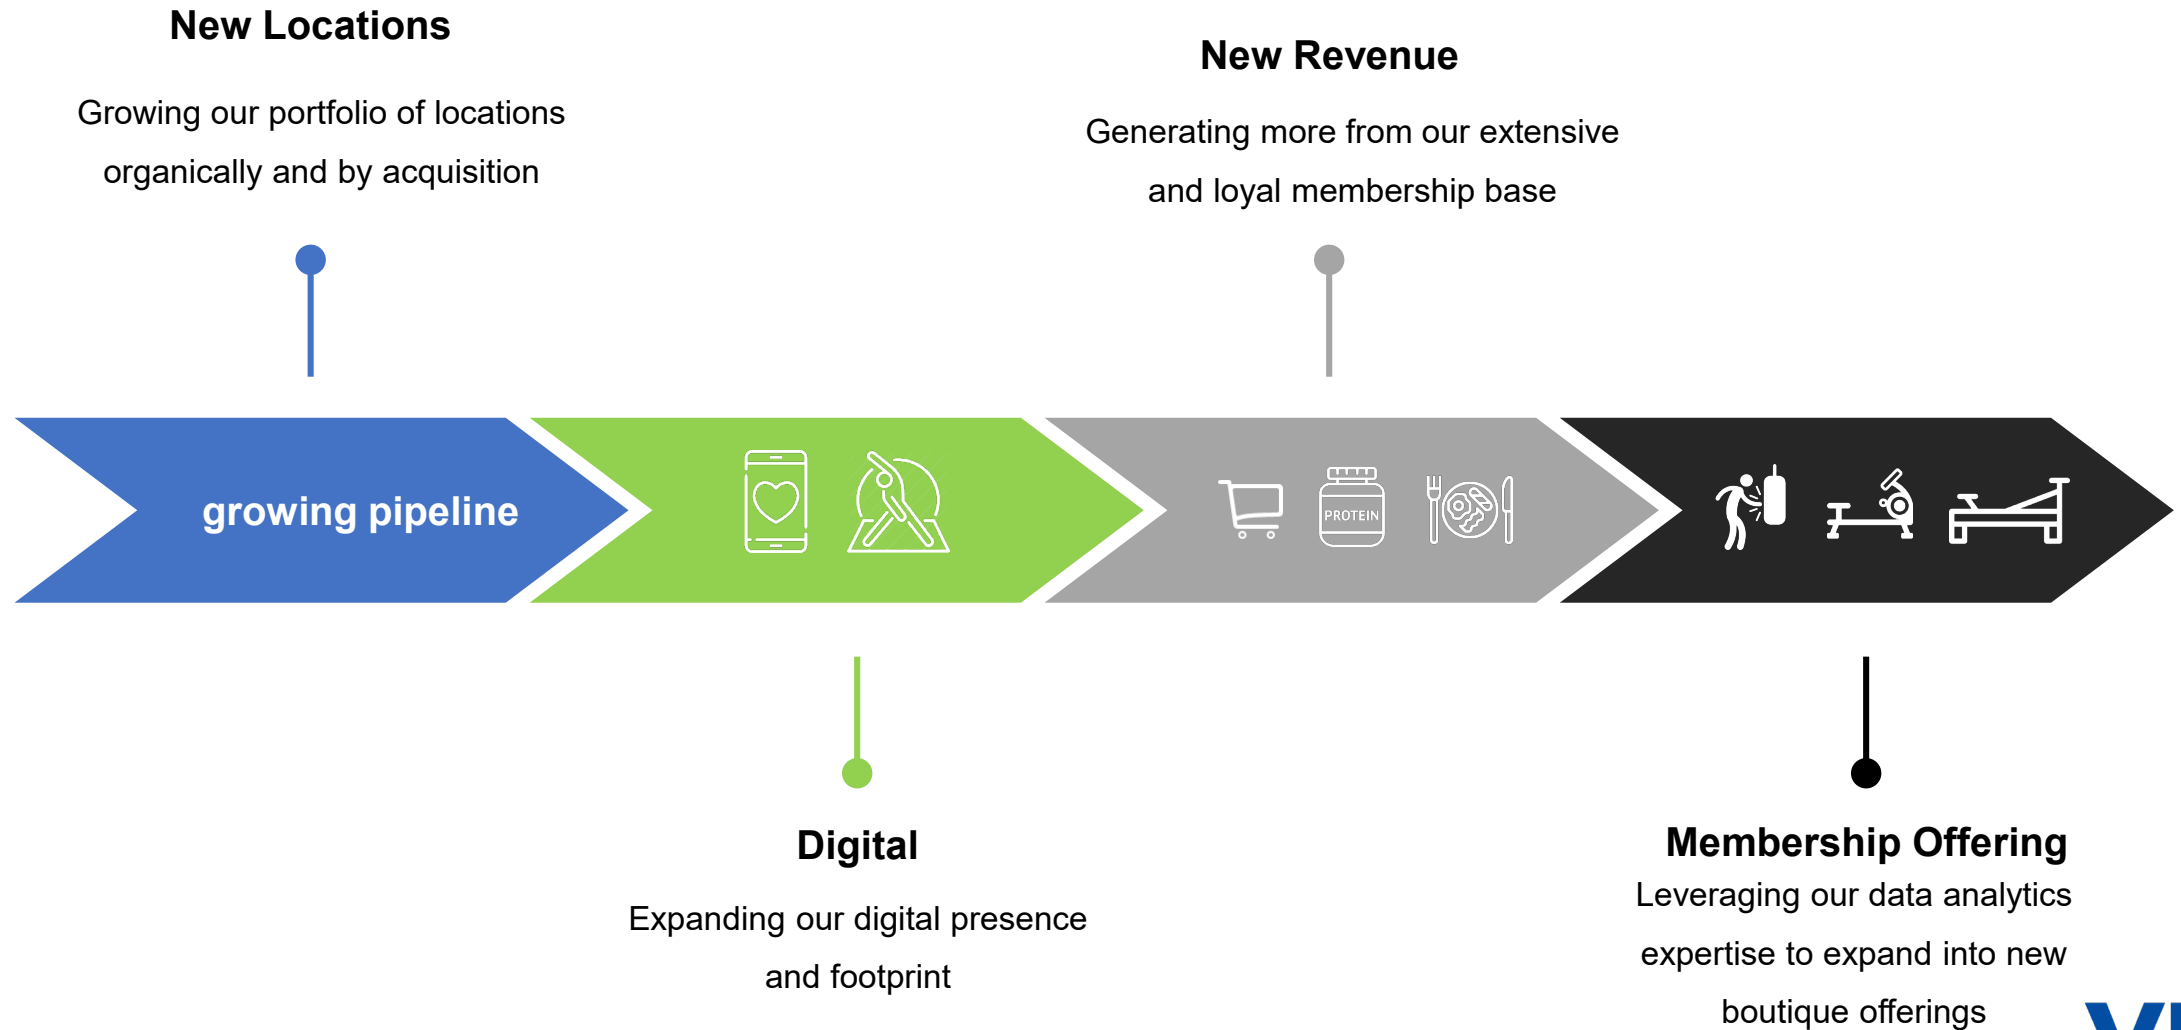 New Locations
Growing our portfolio of locations
organically and by acquisition
New Revenue
Generating more from our extensive
and loyal membership base
growing pipeline
PROTEIN
Digital
Expanding our digital presence
and footprint
Membership Offering
Leveraging our data analytics
expertise to expand into new
boutique offerings